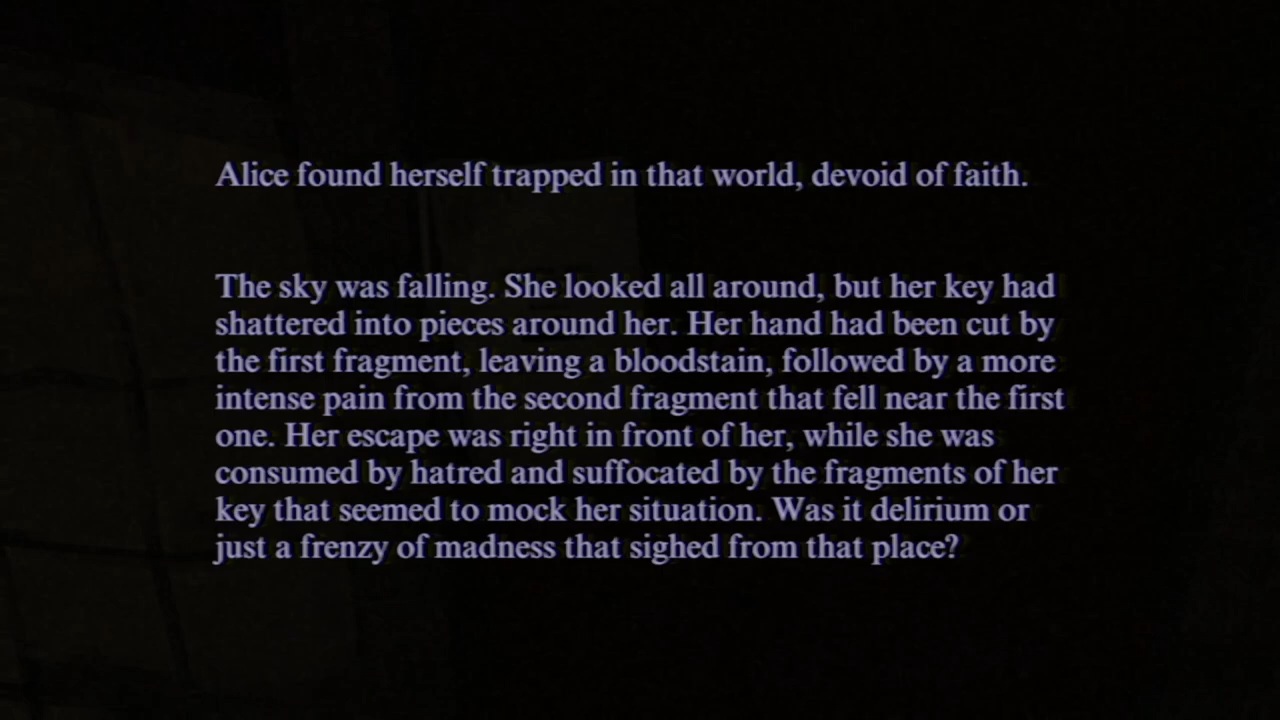 Alice found herself trapped in that world, devoid of faith.
The sky was falling. She looked all around, but her key had
shattered into pieces around her. Her hand had been cut by
the first fragment, leaving a bloodstain, followed by a more
intense pain from the second fragment that fell near the first
one. Her escape was right in front of her, while she was
consumed by hatred and suffocated by the fragments of her
key that seemed to mock her situation. Was it delirium or
just a frenzy of madness that sighed from that place?